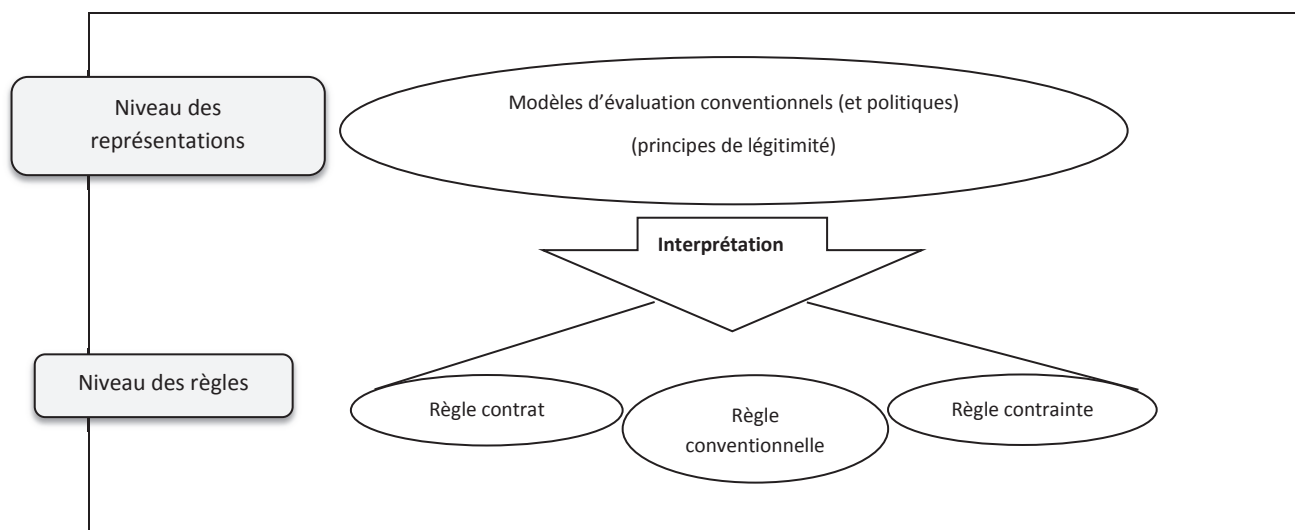 Niveau des
représentations
Modèles d’évaluation conventionnels (et politiques)
(principes de légitimité)
Interprétation
Niveau des règles
Règle contrat
Règle
conventionnelle
Règle contrainte